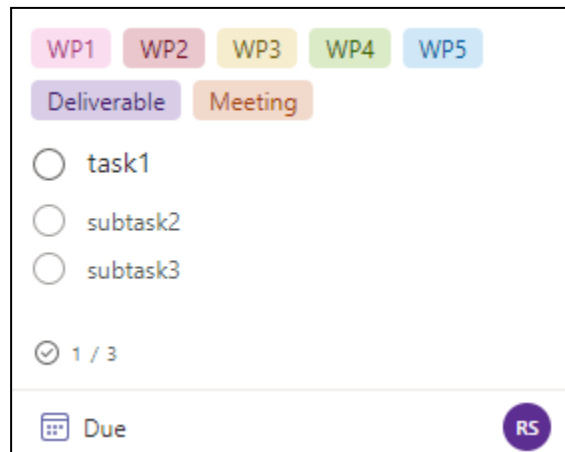 WP1 WP2 WP3 WP4 WP5
Deliverable Meeting
task1
subtask2
subtask3
1 / 3
Due RS